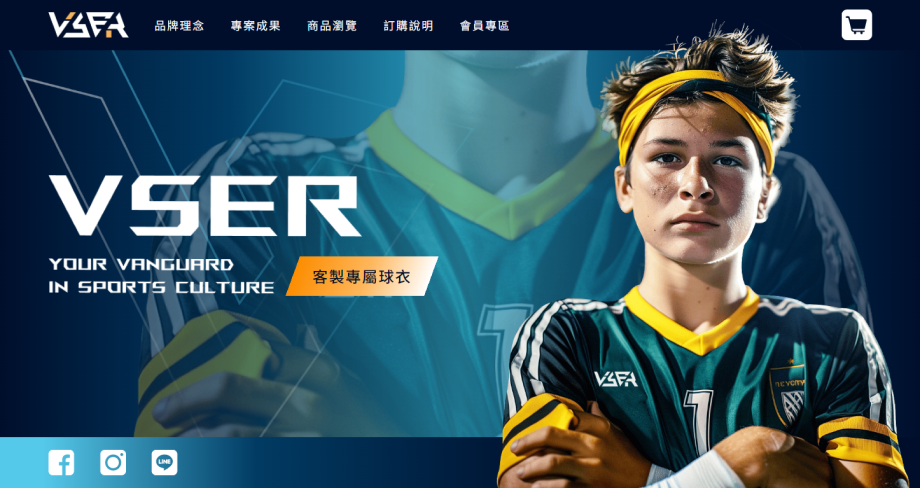 VSER
品牌理念
專案成果
商品瀏覽
訂購說明
會員專區
VSER
YOUR VANGUARD
IN SPORTS CULTURE
客製專屬球衣
VSER
1
LINE